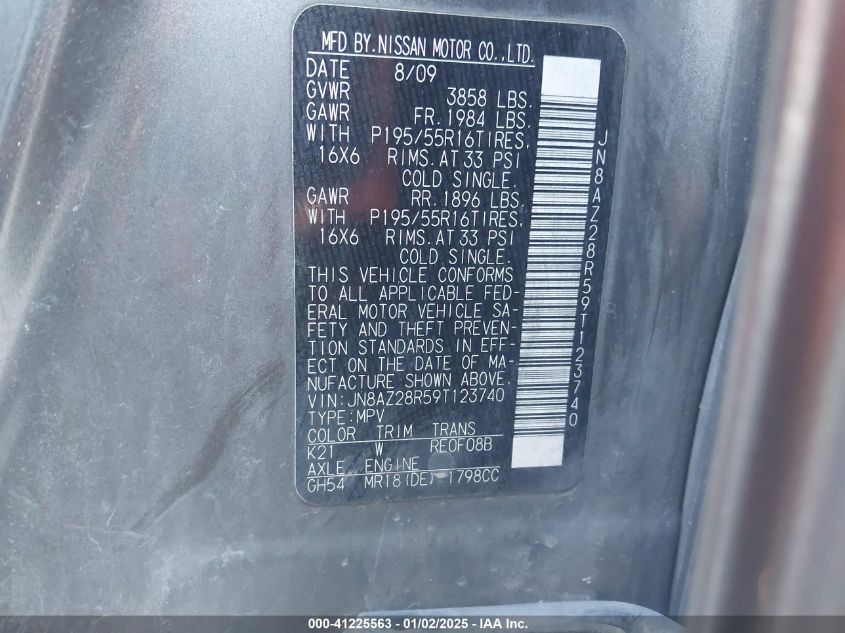 MFD BY.NISSAN MOTOR CO.,LTD.
DATE 8/09
GVWR 3858 LBS.
GAWR FR. 1984 LBS.
WITH P195/55R16TIRES,
16X6 RIMS.AT 33 PSI
COLD SINGLE.
GAWR RR. 1896 LBS.
WITH P195/55R16TIRES,
16X6 RIMS.AT 33 PSI
COLD SINGLE.
THIS VEHICLE CONFORMS
TO ALL APPLICABLE FED-
ERAL MOTOR VEHICLE SA-
FETY AND THEFT PREVEN-
TION STANDARDS IN EFF-
ECT ON THE DATE OF MA-
NUFACTURE SHOWN ABOVE.
VIN:JN8AZ28R59T123740
TYPE:MPV
COLOR TRIM TRANS
K21 W RE0F08B
AXLE ENGINE
GH54 MR18(DE) 1798CC
JN8AZ28R59T123740
000-41225563 - 01/02/2025 - IAA Inc.